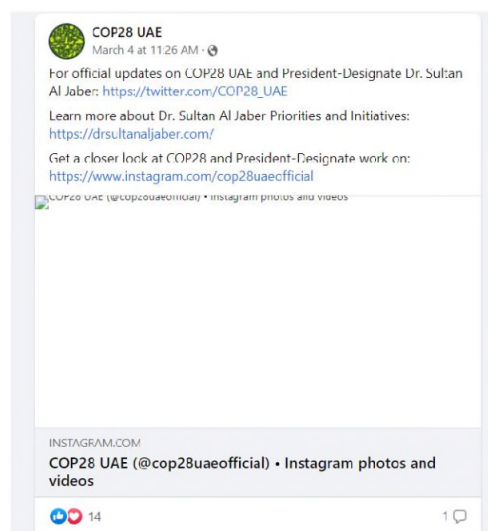 COP28 UAE
March 4 at 11:26 AM ·
For official updates on COP28 UAE and President-Designate Dr. Sultan
Al Jaber: https://twitter.com/COP28_UAE
Learn more about Dr. Sultan Al Jaber Priorities and Initiatives:
https://drsultanaljaber.com/
Get a closer look at COP28 and President-Designate work on:
https://www.instagram.com/cop28uaeofficial
COP28 UAE (@cop28uaeofficial) • Instagram photos and videos
INSTAGRAM.COM
COP28 UAE (@cop28uaeofficial) • Instagram photos and
videos
14
1